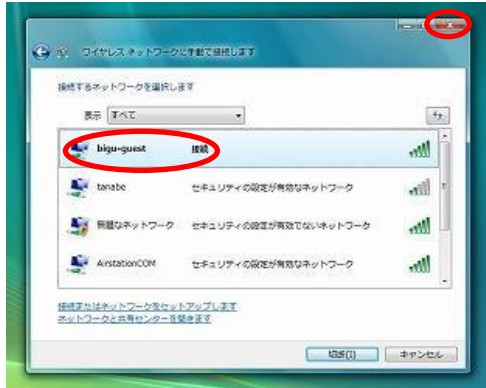 ワイヤレス ネットワークに手動で接続します
接続するネットワークを選択します
表示 すべて
bigu-guest 接続
tanabe セキュリティの設定が有効なネットワーク
無題なネットワーク セキュリティの設定が有効でないネットワーク
AirstationCOM セキュリティの設定が有効なネットワーク
接続またはネットワークをセットアップします
ネットワークと共有センターを開きます
切断(I) キャンセル